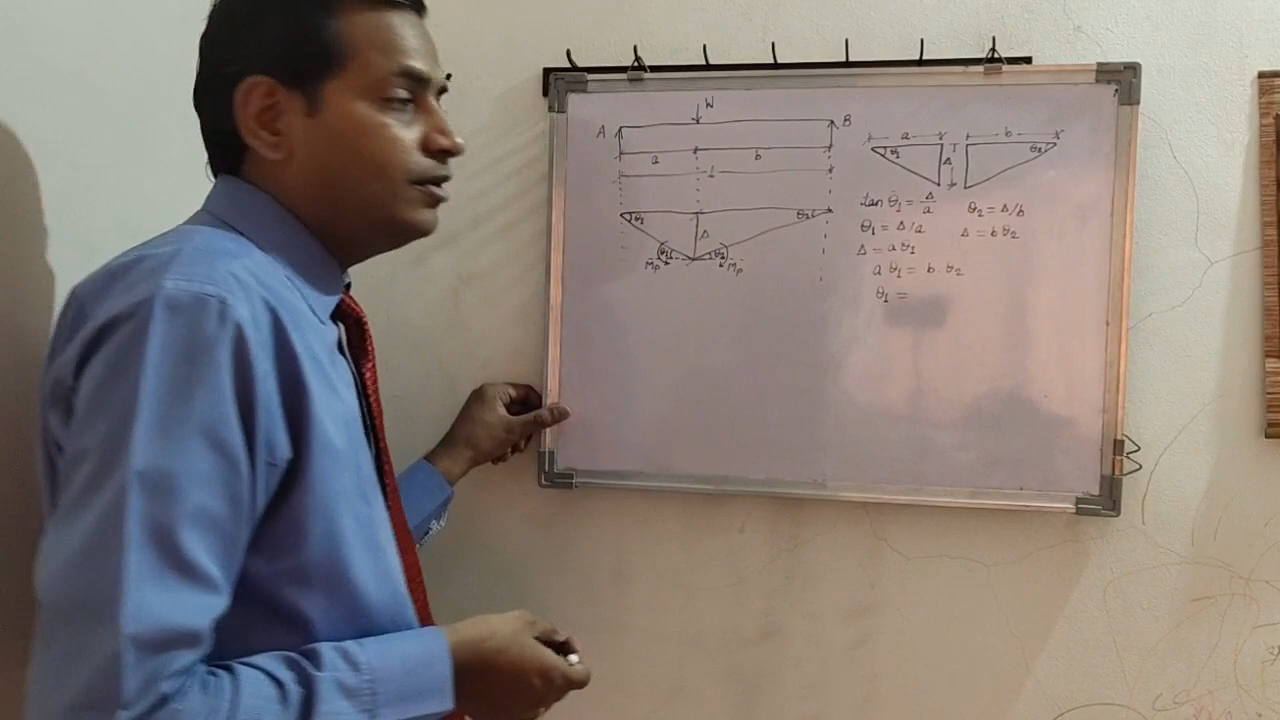 W
A B
a b
l
θ₁ θ₂
Δ
θ₁ θ₂
Mp Mp
a b
θ₁ Δ θ₂
tan θ₁ = Δ/a θ₂ = Δ/b
θ₁ = Δ/a Δ = b θ₂
Δ = a θ₁
a θ₁ = b . θ₂
θ₁ =